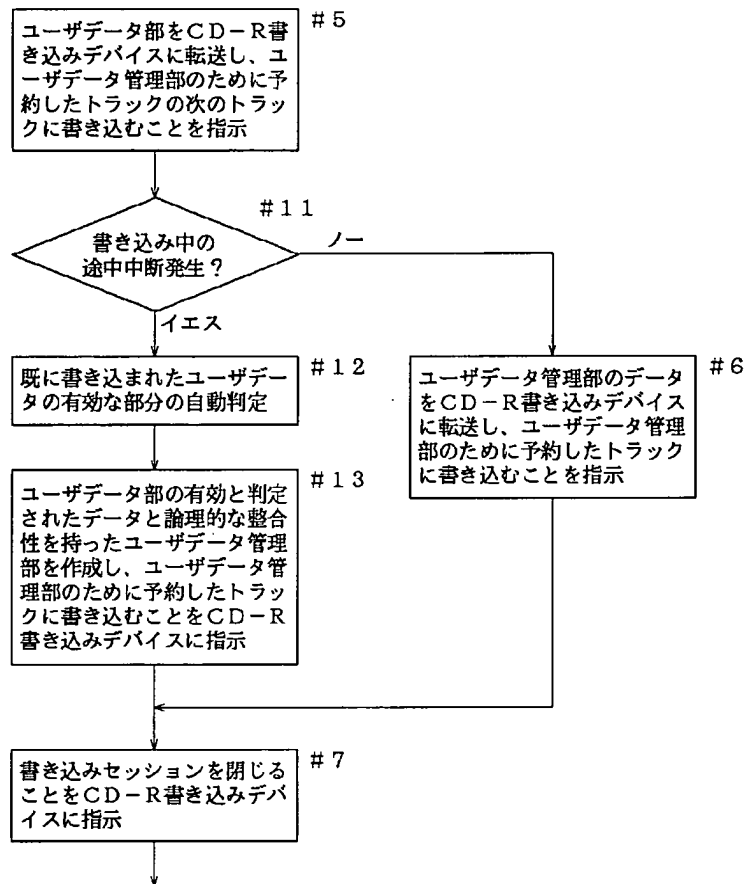 ユーザデータ部をCD－R書
き込みデバイスに転送し、ユ
ーザデータ管理部のために予
約したトラックの次のトラッ
クに書き込むことを指示
＃５
＃１１
書き込み中の
途中中断発生？
ノー
イエス
既に書き込まれたユーザデー
タの有効な部分の自動判定
＃１２
ユーザデータ管理部のデータ
をCD－R書き込みデバイス
に転送し、ユーザデータ管理
部のために予約したトラック
に書き込むことを指示
＃６
ユーザデータ部の有効と判定
されたデータと論理的な整合
性を持ったユーザデータ管理
部を作成し、ユーザデータ管
理部のために予約したトラッ
クに書き込むことをCD－R
書き込みデバイスに指示
＃１３
書き込みセッションを閉じる
ことをCD－R書き込みデバ
イスに指示
＃７